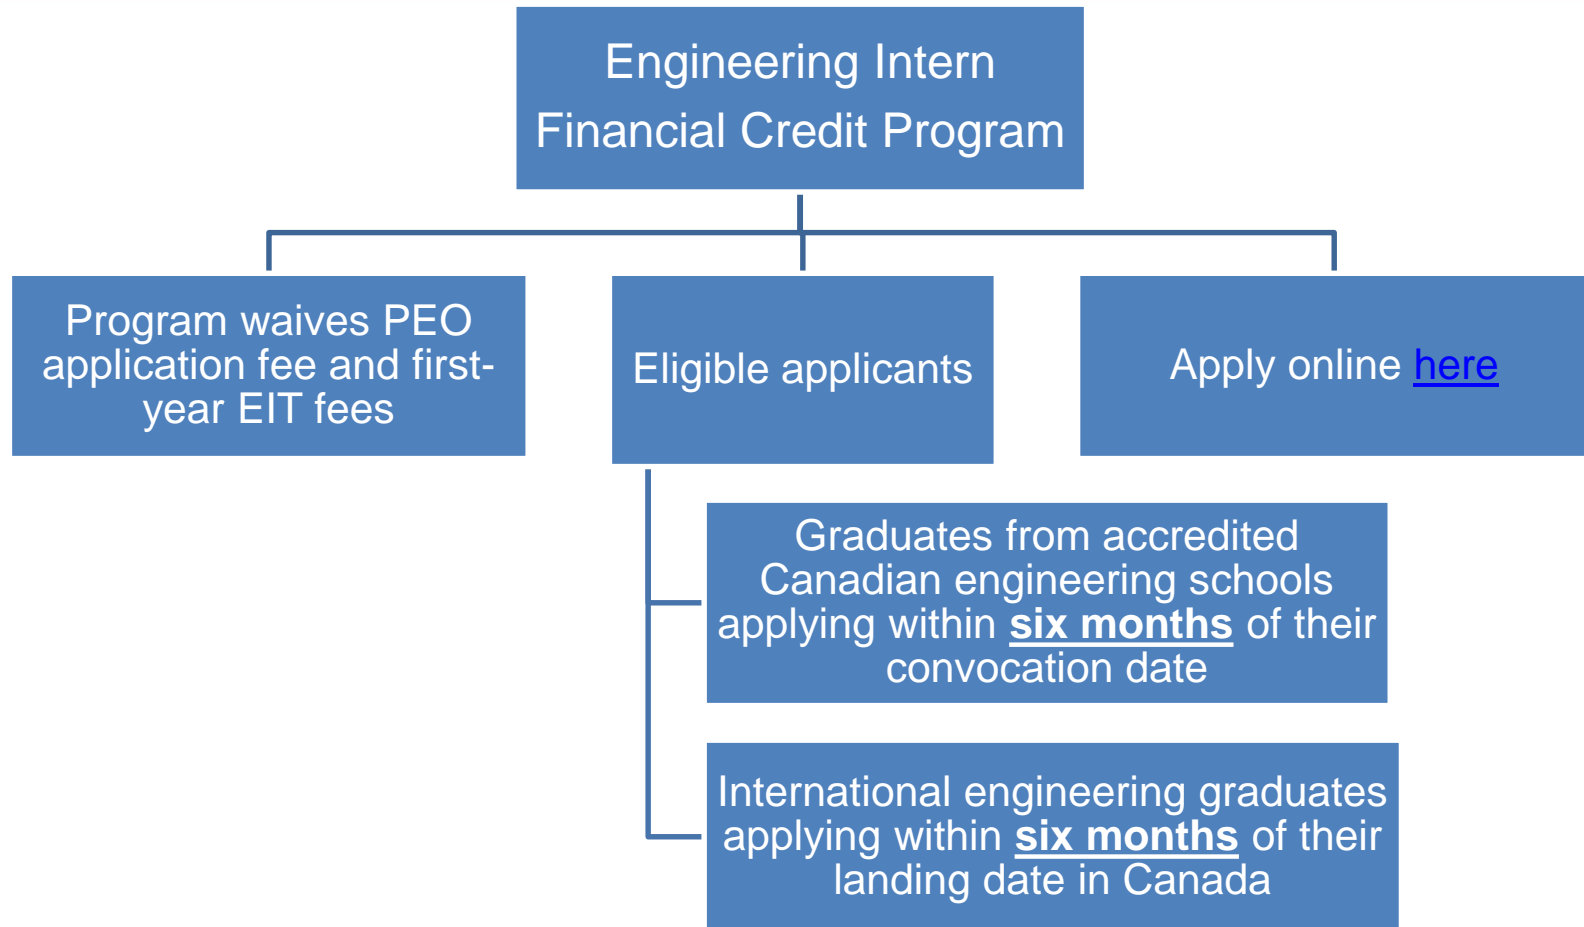 Engineering Intern
Financial Credit Program
Program waives PEO
application fee and first-
year EIT fees
Eligible applicants
Apply online here
Graduates from accredited
Canadian engineering schools
applying within six months of their
convocation date
International engineering graduates
applying within six months of their
landing date in Canada